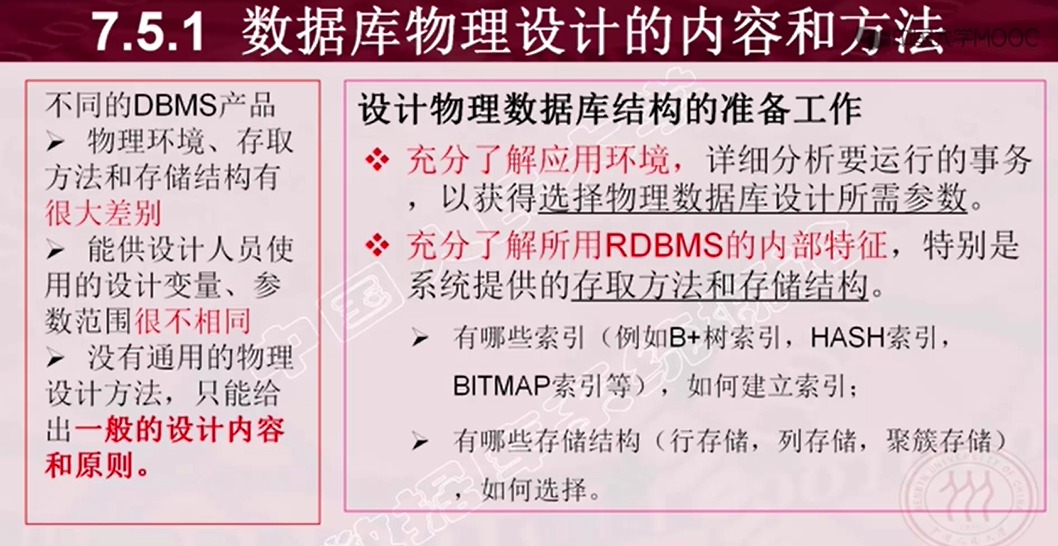 7.5.1 数据库物理设计的内容和方法
不同的DBMS产品
➢ 物理环境、存取
方法和存储结构有
很大差别
➢ 能供设计人员使
用的设计变量、参
数范围很不相同
➢ 没有通用的物理
设计方法，只能给
出一般的设计内容
和原则。
设计物理数据库结构的准备工作
❖ 充分了解应用环境，详细分析要运行的事务
，以获得选择物理数据库设计所需参数。
❖ 充分了解所用RDBMS的内部特征，特别是
系统提供的存取方法和存储结构。
➢ 有哪些索引（例如B+树索引，HASH索引，
BITMAP索引等），如何建立索引；
➢ 有哪些存储结构（行存储，列存储，聚簇存储）
，如何选择。